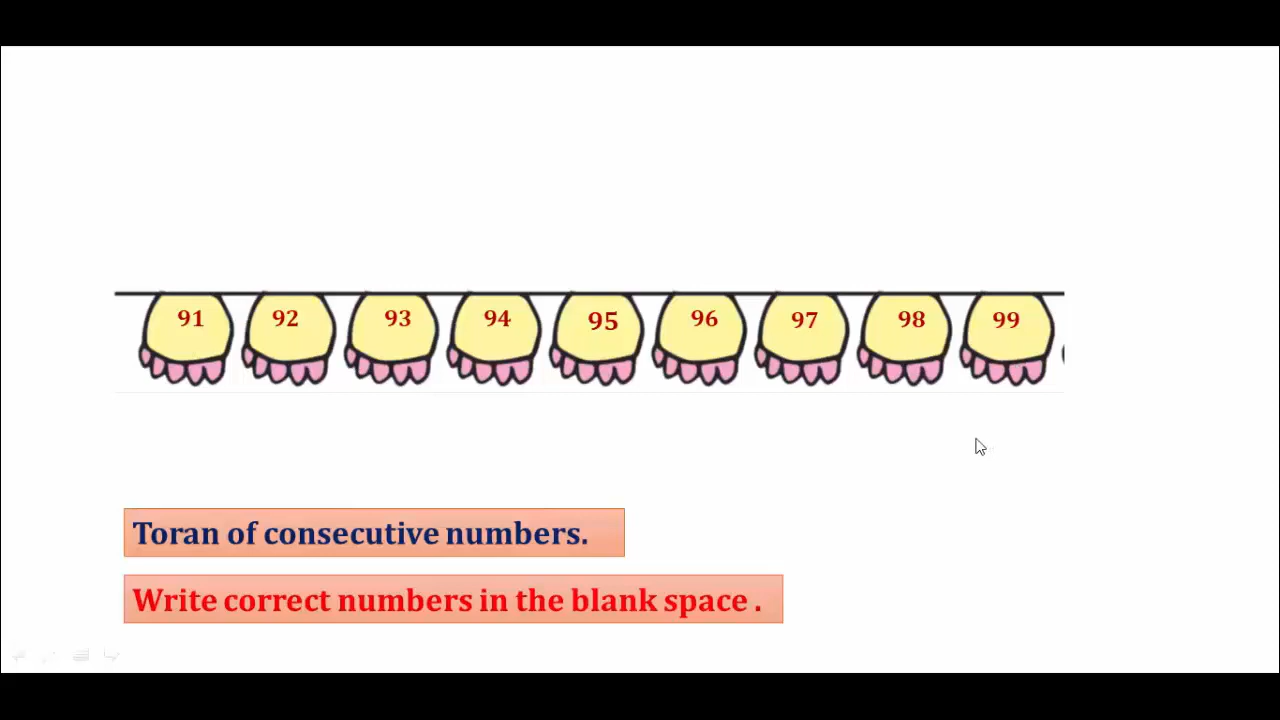 91 92 93 94 95 96 97 98 99
Toran of consecutive numbers.
Write correct numbers in the blank space .